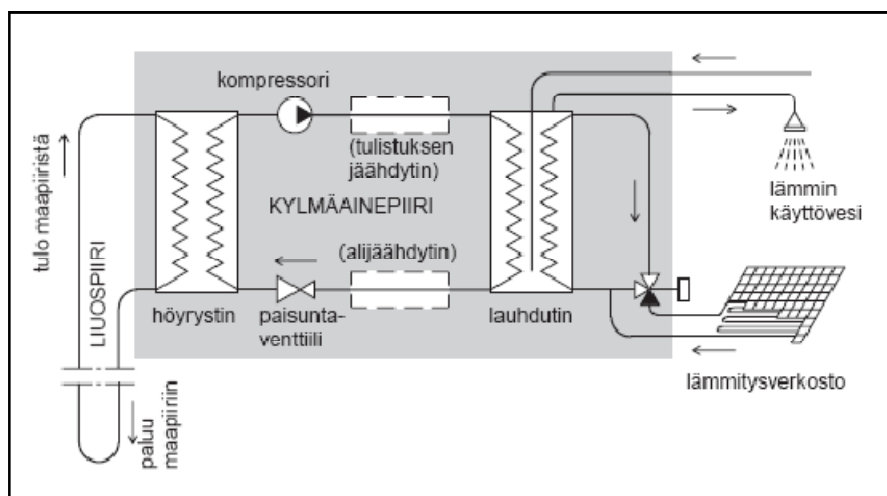 kompressori
(tulistuksen
jäähdytin)
KYLMÄAINEPIIRI
(alijäähdytin)
höyrystin
paisunta-
venttiili
lauhdutin
lämmin
käyttövesi
lämmitysverkosto
tulo maapiiristä
LIUOSPIIRI
paluu
maapiiriin